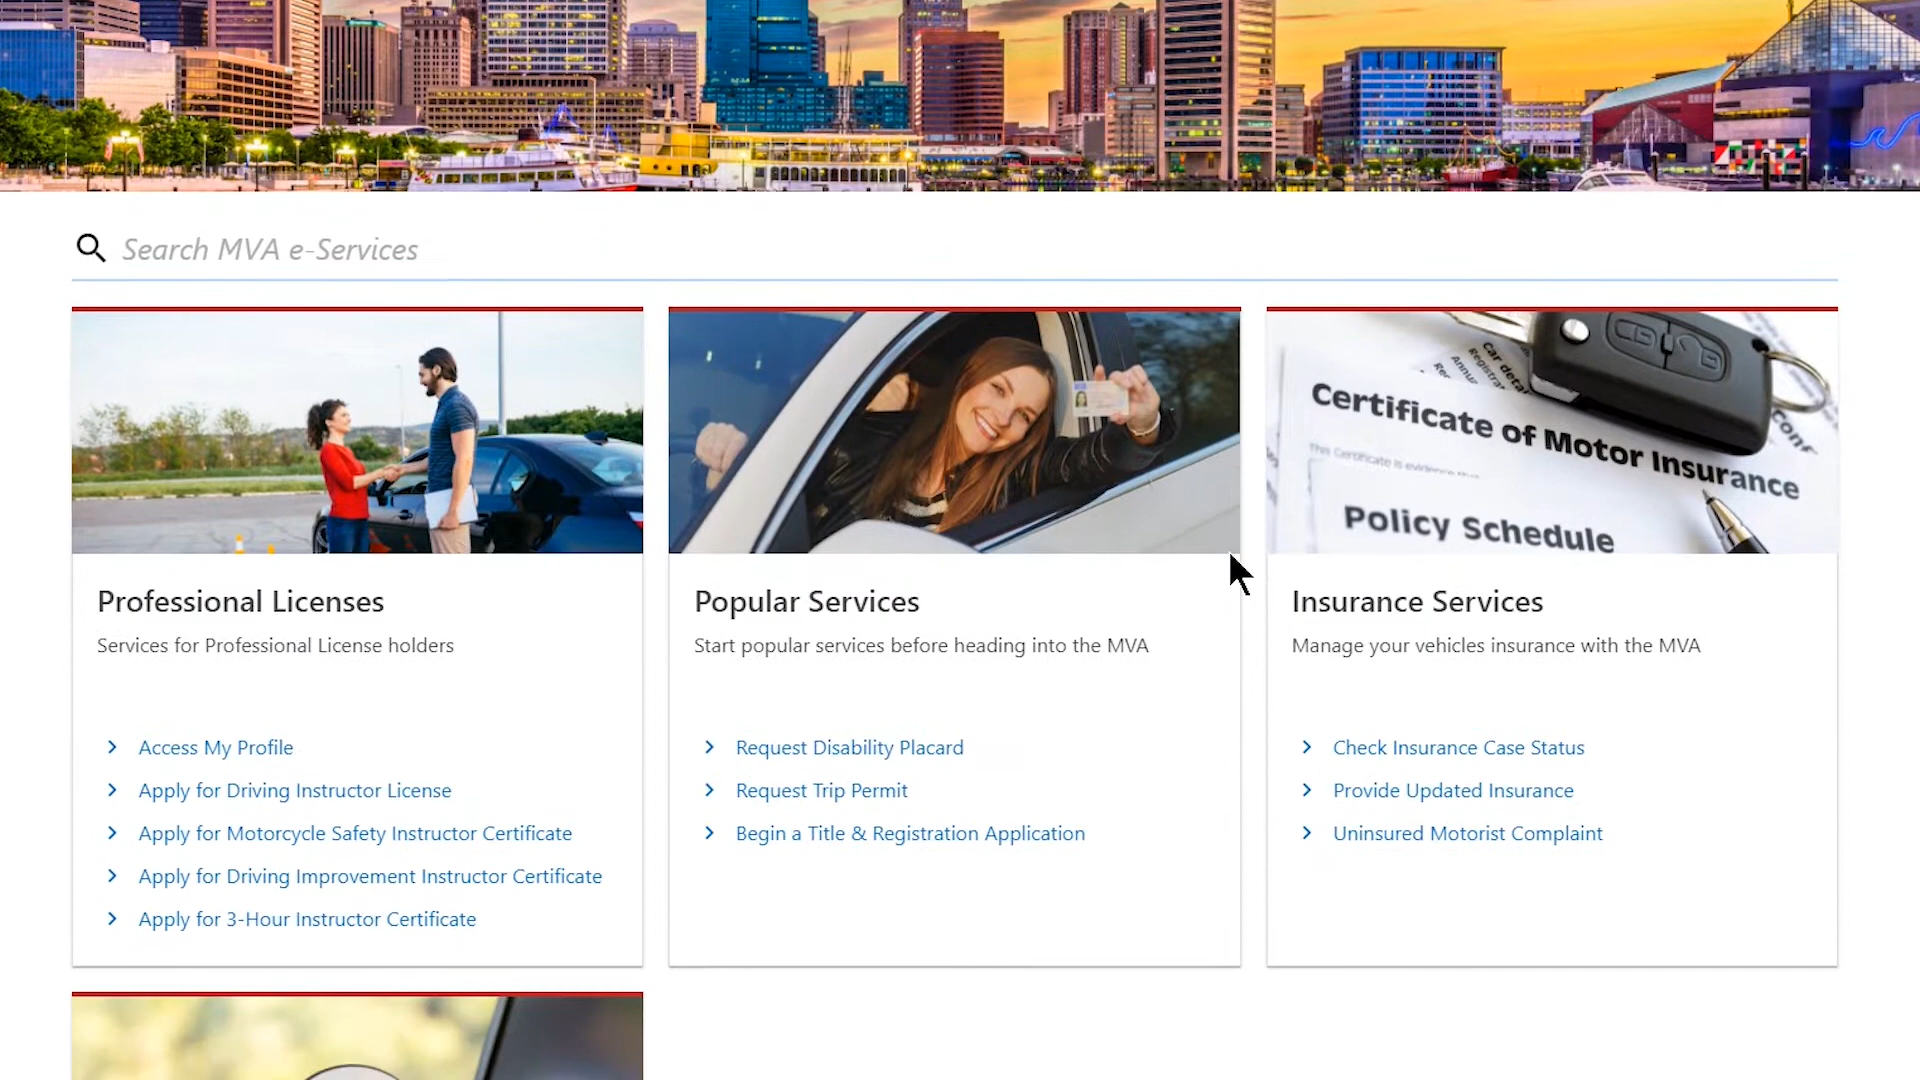 Search MVA e-Services
Certificate of Motor Insurance
Policy Schedule
Professional Licenses
Services for Professional License holders
Access My Profile
Apply for Driving Instructor License
Apply for Motorcycle Safety Instructor Certificate
Apply for Driving Improvement Instructor Certificate
Apply for 3-Hour Instructor Certificate
Popular Services
Start popular services before heading into the MVA
Request Disability Placard
Request Trip Permit
Begin a Title & Registration Application
Insurance Services
Manage your vehicles insurance with the MVA
Check Insurance Case Status
Provide Updated Insurance
Uninsured Motorist Complaint